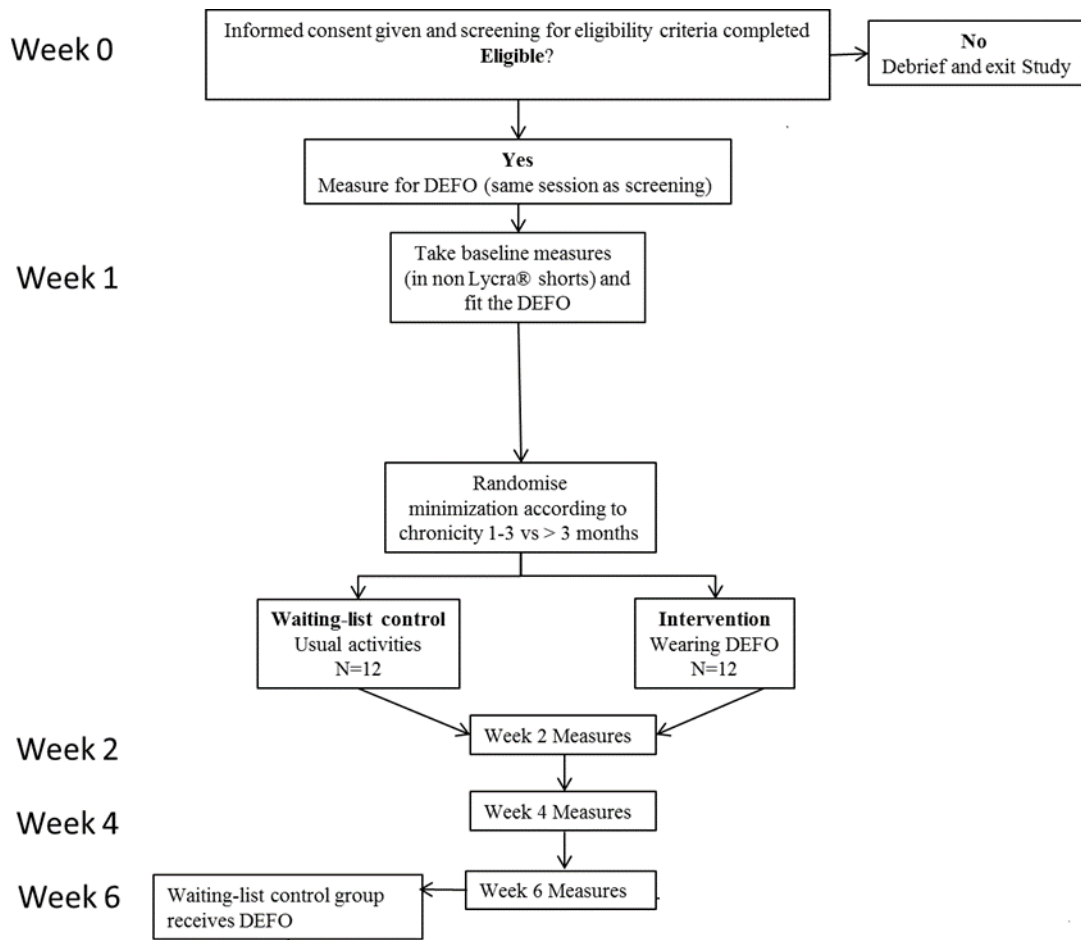 Week 0
Informed consent given and screening for eligibility criteria completed
Eligible?
No
Debrief and exit Study
Yes
Measure for DEFO (same session as screening)
Week 1
Take baseline measures
(in non Lycra® shorts) and
fit the DEFO
Randomise
minimization according to
chronicity 1-3 vs > 3 months
Waiting-list control
Usual activities
N=12
Intervention
Wearing DEFO
N=12
Week 2
Week 2 Measures
Week 4
Week 4 Measures
Week 6
Week 6 Measures
Waiting-list control group
receives DEFO